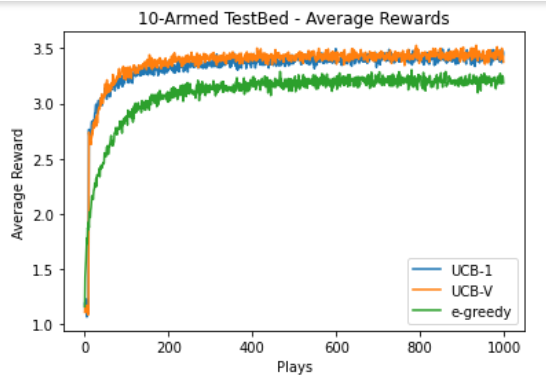 10-Armed TestBed - Average Rewards
3.5
3.0
2.5
2.0
1.5
1.0
Average Reward
UCB-1
UCB-V
e-greedy
0 200 400 600 800 1000
Plays